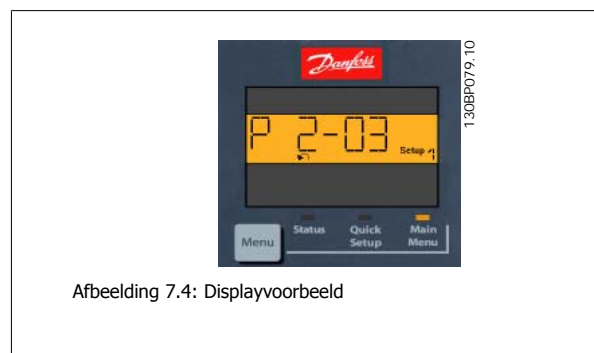 Danfoss
130BP079.10
P 2-03
Setup 1
Status
Quick Setup
Main Menu
Menu
Afbeelding 7.4: Displayvoorbeeld